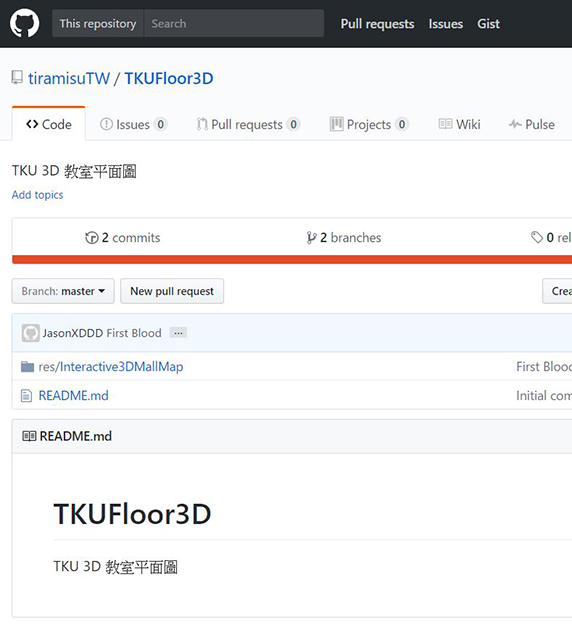 This repository Search Pull requests Issues Gist
tiramisuTW / TKUFloor3D
Code Issues 0 Pull requests 0 Projects 0 Wiki Pulse
TKU 3D 教室平面圖
Add topics
2 commits 2 branches 0 rel
Branch: master New pull request Crea
JasonXDDD First Blood ...
res/Interactive3DMallMap First Blood
README.md Initial com
README.md
TKUFloor3D
TKU 3D 教室平面圖